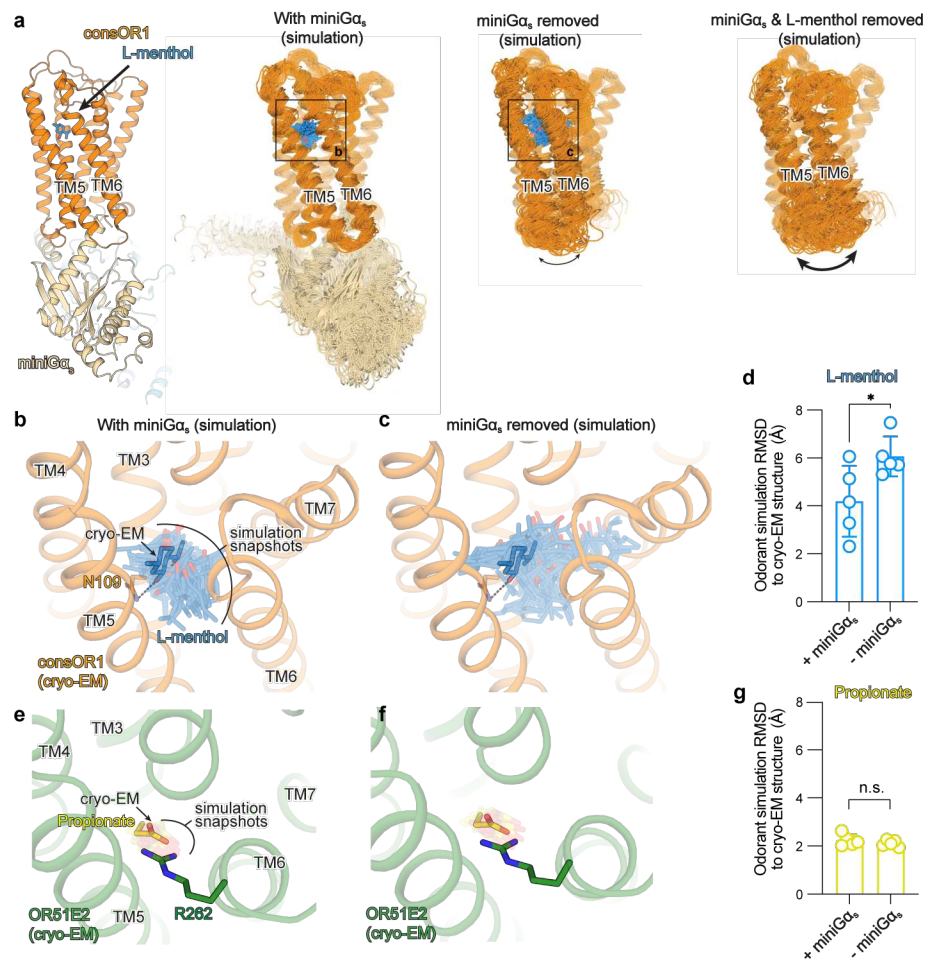 a
consOR1
L-menthol
TM5 TM6
miniGαs
With miniGαs
(simulation)
b
TM5 TM6
miniGαs removed
(simulation)
c
TM5 TM6
miniGαs & L-menthol removed
(simulation)
TM5 TM6
b
With miniGαs (simulation)
TM4
TM3
TM7
cryo-EM
simulation
snapshots
N109
TM5
L-menthol
consOR1
(cryo-EM)
TM6
c
miniGαs removed (simulation)
d
L-menthol
*
Odorant simulation RMSD
to cryo-EM structure (Å)
8
6
4
2
0
+ miniGαs
- miniGαs
e
TM3
TM4
cryo-EM
Propionate
simulation
snapshots
TM7
TM6
R262
TM5
OR51E2
(cryo-EM)
f
OR51E2
(cryo-EM)
g
Propionate
n.s.
Odorant simulation RMSD
to cryo-EM structure (Å)
8
6
4
2
0
+ miniGαs
- miniGαs